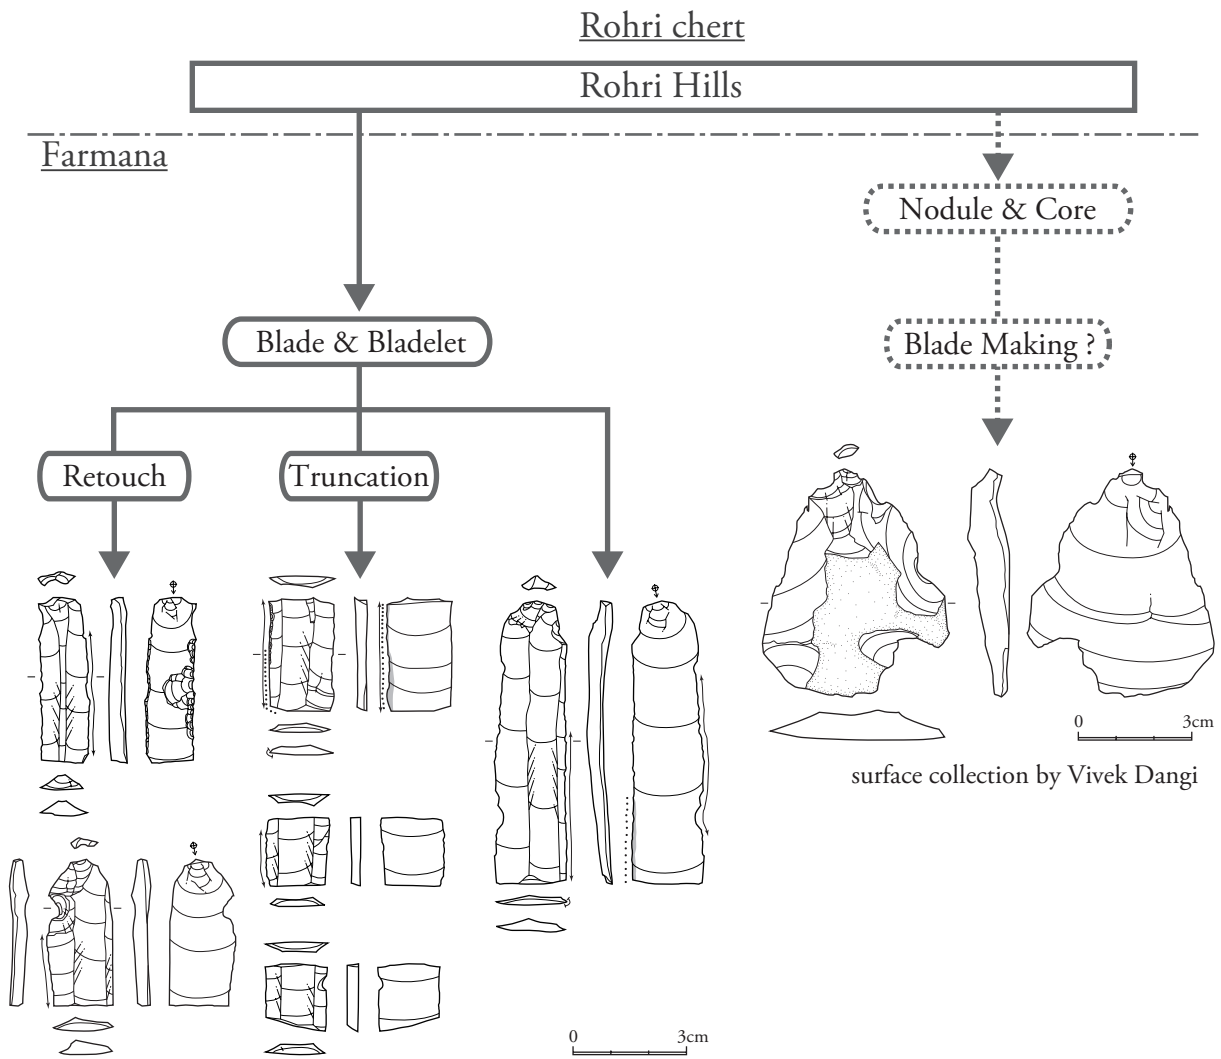 Rohri chert
Rohri Hills
Farmana
Nodule & Core
Blade & Bladelet
Blade Making ?
Retouch
Truncation
0 3cm
surface collection by Vivek Dangi
0 3cm